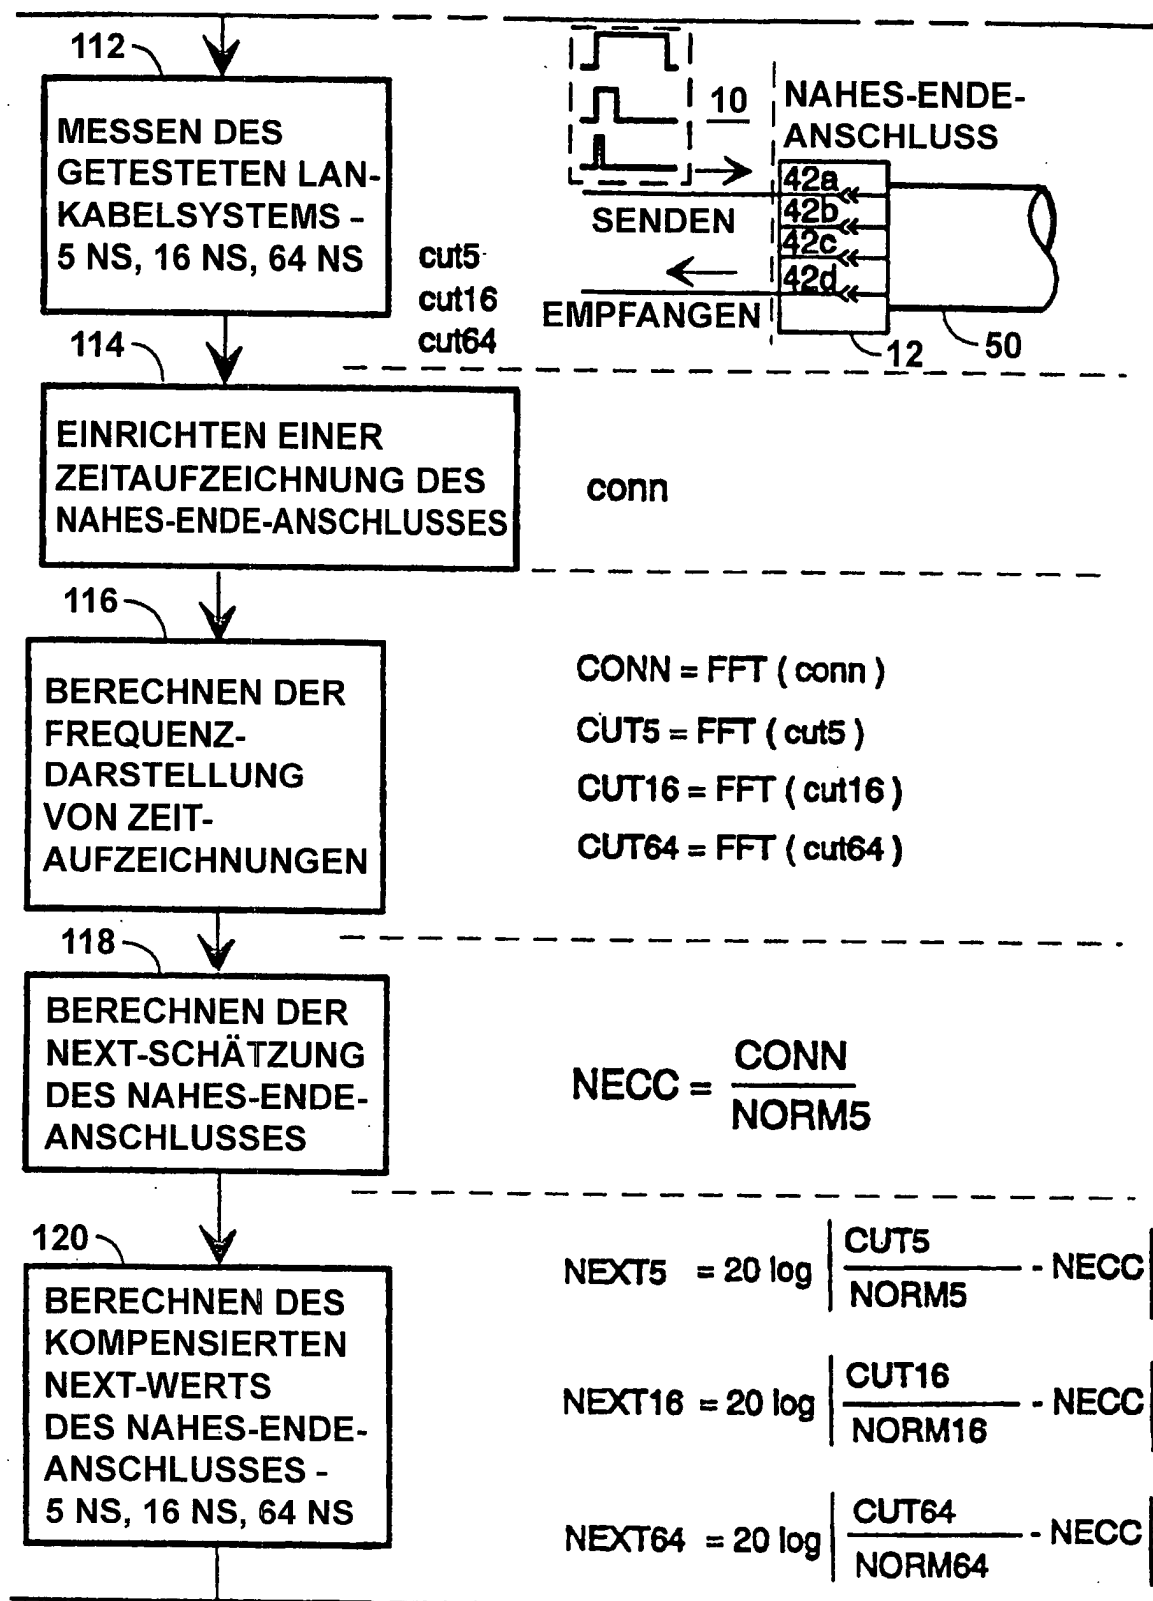 112
MESSEN DES
GETESTETEN LAN-
KABELSYSTEMS -
5 NS, 16 NS, 64 NS
cut5
cut16
cut64
10
NAHES-ENDE-
ANSCHLUSS
42a
42b
42c
42d
SENDEN
EMPFANGEN
12
50
114
EINRICHTEN EINER
ZEITAUFZEICHNUNG DES
NAHES-ENDE-ANSCHLUSSES
conn
116
BERECHNEN DER
FREQUENZ-
DARSTELLUNG
VON ZEIT-
AUFZEICHNUNGEN
CONN = FFT ( conn )
CUT5 = FFT ( cut5 )
CUT16 = FFT ( cut16 )
CUT64 = FFT ( cut64 )
118
BERECHNEN DER
NEXT-SCHÄTZUNG
DES NAHES-ENDE-
ANSCHLUSSES
NECC = CONN / NORM5
120
BERECHNEN DES
KOMPENSIERTEN
NEXT-WERTS
DES NAHES-ENDE-
ANSCHLUSSES -
5 NS, 16 NS, 64 NS
NEXT5 = 20 log | CUT5 / NORM5 - NECC |
NEXT16 = 20 log | CUT16 / NORM16 - NECC |
NEXT64 = 20 log | CUT64 / NORM64 - NECC |